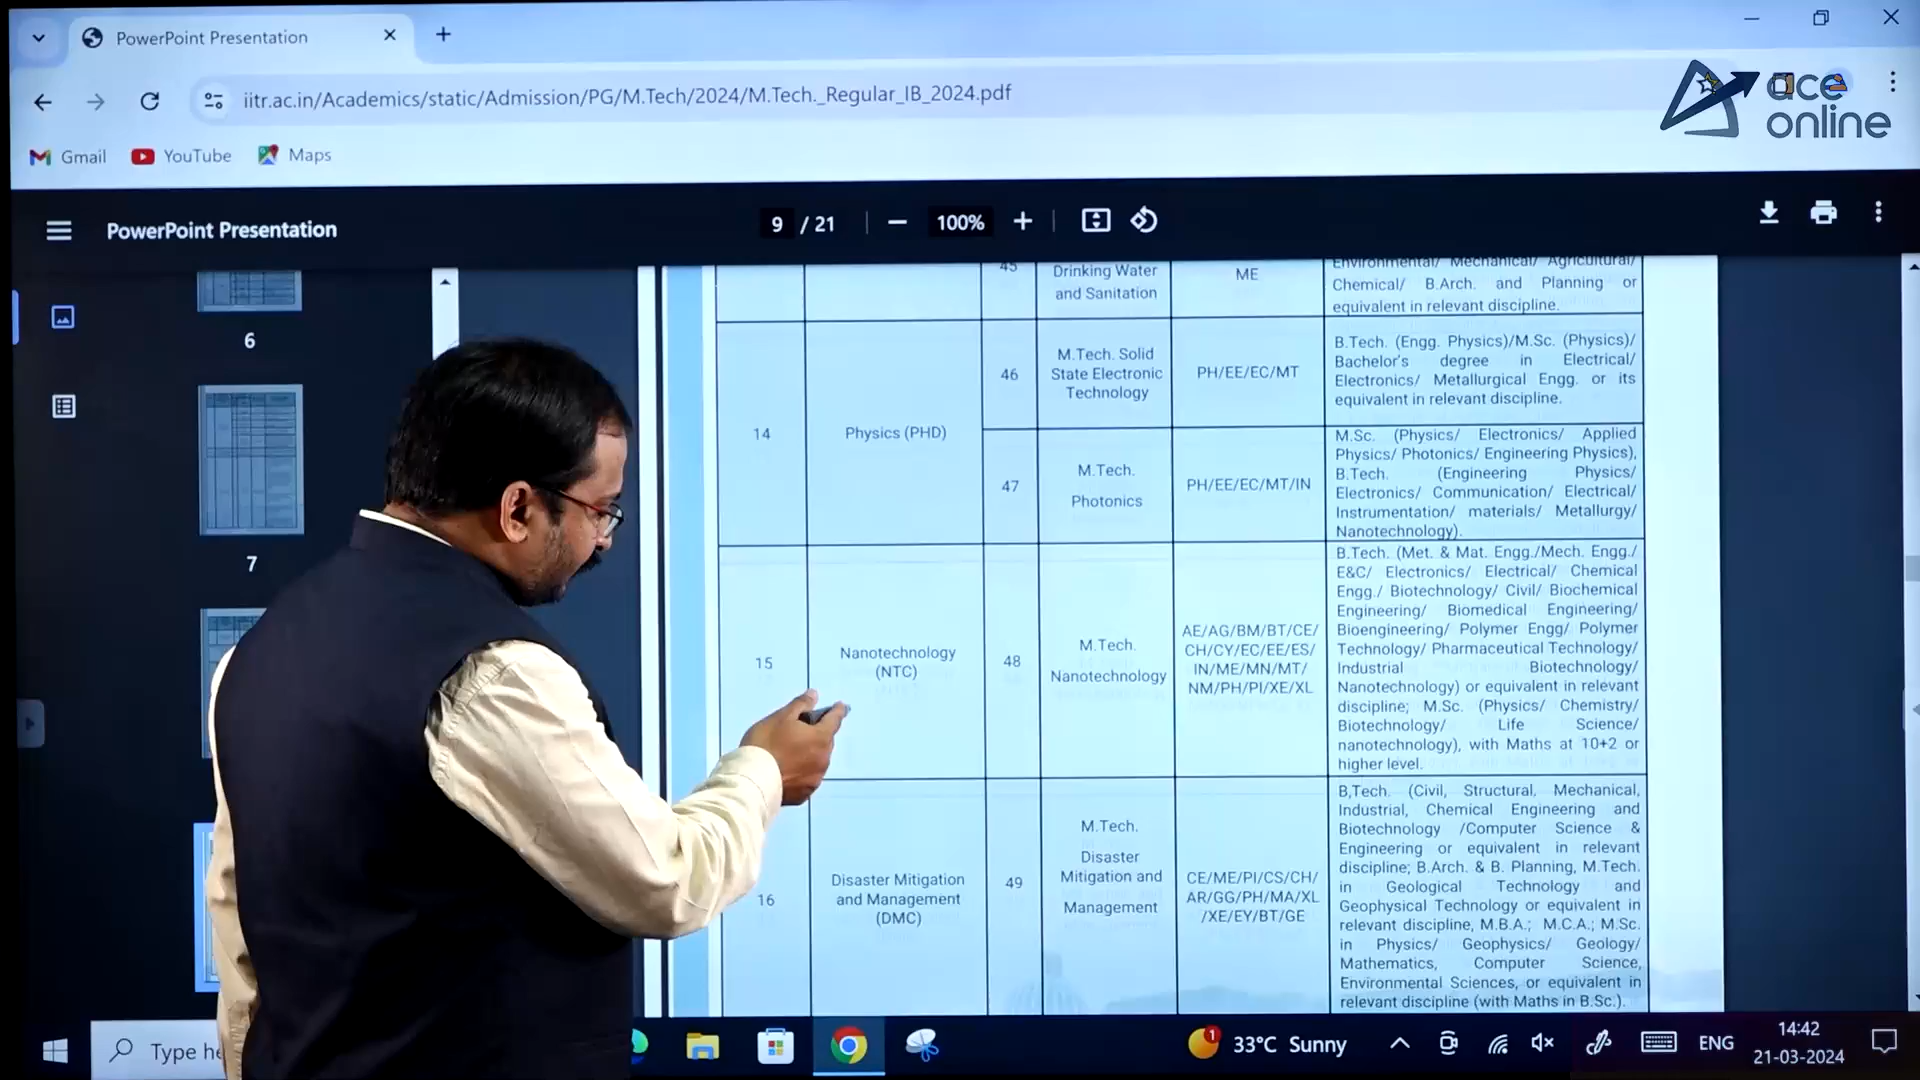 PowerPoint Presentation
iitr.ac.in/Academics/static/Admission/PG/M.Tech/2024/M.Tech._Regular_IB_2024.pdf
ace
online
Gmail
YouTube
Maps
PowerPoint Presentation
9 / 21
100%
6
7
45
Drinking Water
and Sanitation
ME
Environmental/ Mechanical/ Agricultural/
Chemical/ B.Arch. and Planning or
equivalent in relevant discipline.
14
Physics (PHD)
46
M.Tech. Solid
State Electronic
Technology
PH/EE/EC/MT
B.Tech. (Engg. Physics)/M.Sc. (Physics)/
Bachelor's degree in Electrical/
Electronics/ Metallurgical Engg. or its
equivalent in relevant discipline.
47
M.Tech.
Photonics
PH/EE/EC/MT/IN
M.Sc. (Physics/ Electronics/ Applied
Physics/ Photonics/ Engineering Physics),
B.Tech. (Engineering Physics/
Electronics/ Communication/ Electrical/
Instrumentation/ materials/ Metallurgy/
Nanotechnology).
15
Nanotechnology
(NTC)
48
M.Tech.
Nanotechnology
AE/AG/BM/BT/CE/
CH/CY/EC/EE/ES/
IN/ME/MN/MT/
NM/PH/PI/XE/XL
B.Tech. (Met. & Mat. Engg./Mech. Engg./
E&C/ Electronics/ Electrical/ Chemical
Engg./ Biotechnology/ Civil/ Biochemical
Engineering/ Biomedical Engineering/
Bioengineering/ Polymer Engg/ Polymer
Technology/ Pharmaceutical Technology/
Industrial Biotechnology/
Nanotechnology) or equivalent in relevant
discipline; M.Sc. (Physics/ Chemistry/
Biotechnology/ Life Science/
nanotechnology), with Maths at 10+2 or
higher level.
16
Disaster Mitigation
and Management
(DMC)
49
M.Tech.
Disaster
Mitigation and
Management
CE/ME/PI/CS/CH/
AR/GG/PH/MA/XL
/XE/EY/BT/GE
B,Tech. (Civil, Structural, Mechanical,
Industrial, Chemical Engineering and
Biotechnology /Computer Science &
Engineering or equivalent in relevant
discipline; B.Arch. & B. Planning, M.Tech.
in Geological Technology and
Geophysical Technology or equivalent in
relevant discipline, M.B.A.; M.C.A.; M.Sc.
in Physics/ Geophysics/ Geology/
Mathematics, Computer Science,
Environmental Sciences, or equivalent in
relevant discipline (with Maths in B.Sc.).
Type he
1
33°C Sunny
ENG
14:42
21-03-2024